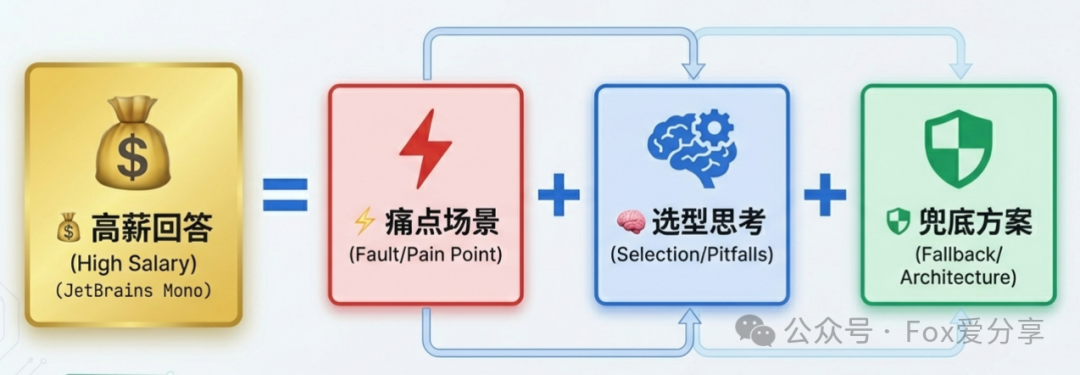 高薪回答
(High Salary)
(JetBrains Mono)
=
痛点场景
(Fault/Pain Point)
+
选型思考
(Selection/Pitfalls)
+
兜底方案
(Fallback/
Architecture)
公众号 · Fox爱分享